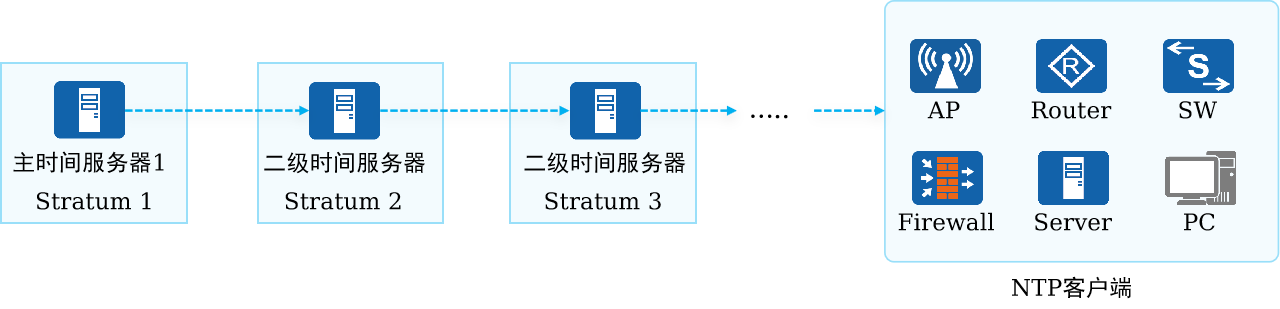 主时间服务器1
Stratum 1
二级时间服务器
Stratum 2
二级时间服务器
Stratum 3
.....
AP
R
Router
S
SW
Firewall
Server
PC
NTP客户端